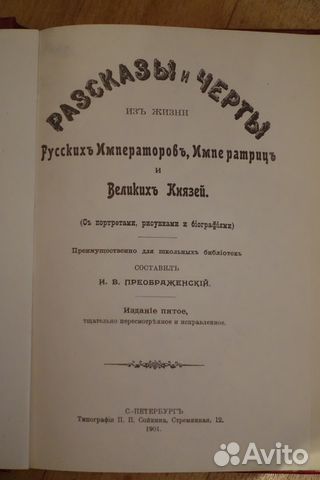 РАЗСКАЗЫ и ЧЕРТЫ
ИЗЪ ЖИЗНИ
Русскихъ Императоровъ, Императрицъ
и
Великихъ Князей.
(Съ портретами, рисунками и біографіями)
Преимущественно для школьныхъ библіотекъ
СОСТАВИЛЪ
И. В. ПРЕОБРАЖЕНСКІЙ.
Изданіе пятое,
тщательно пересмотрѣнное и исправленное.
С.-ПЕТЕРБУРГЪ
Типографія П. П. Сойкина, Стремянная, 12.
1901.
Avito